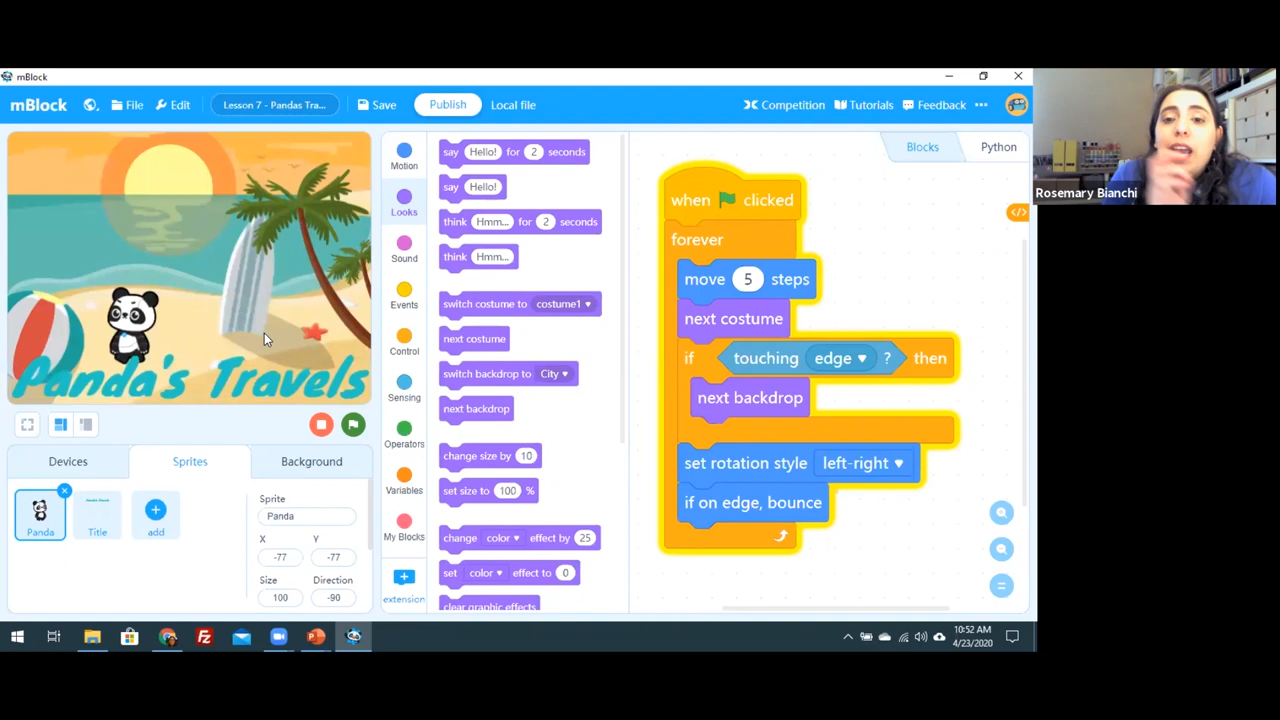 mBlock
mBlock
File
Edit
Lesson 7 - Pandas Tra...
Save
Publish
Local file
Competition
Tutorials
Feedback
Rosemary Bianchi
Panda's Travels
Devices
Sprites
Background
Panda
Title
add
Sprite
Panda
X
Y
-77
-77
Size
Direction
100
-90
Motion
Looks
Sound
Events
Control
Sensing
Operators
Variables
My Blocks
extension
say Hello! for 2 seconds
say Hello!
think Hmm... for 2 seconds
think Hmm...
switch costume to costume1
next costume
switch backdrop to City
next backdrop
change size by 10
set size to 100 %
change color effect by 25
set color effect to 0
clear graphic effects
Blocks
Python
when clicked
forever
move 5 steps
next costume
if touching edge ? then
next backdrop
set rotation style left-right
if on edge, bounce
10:52 AM
4/23/2020